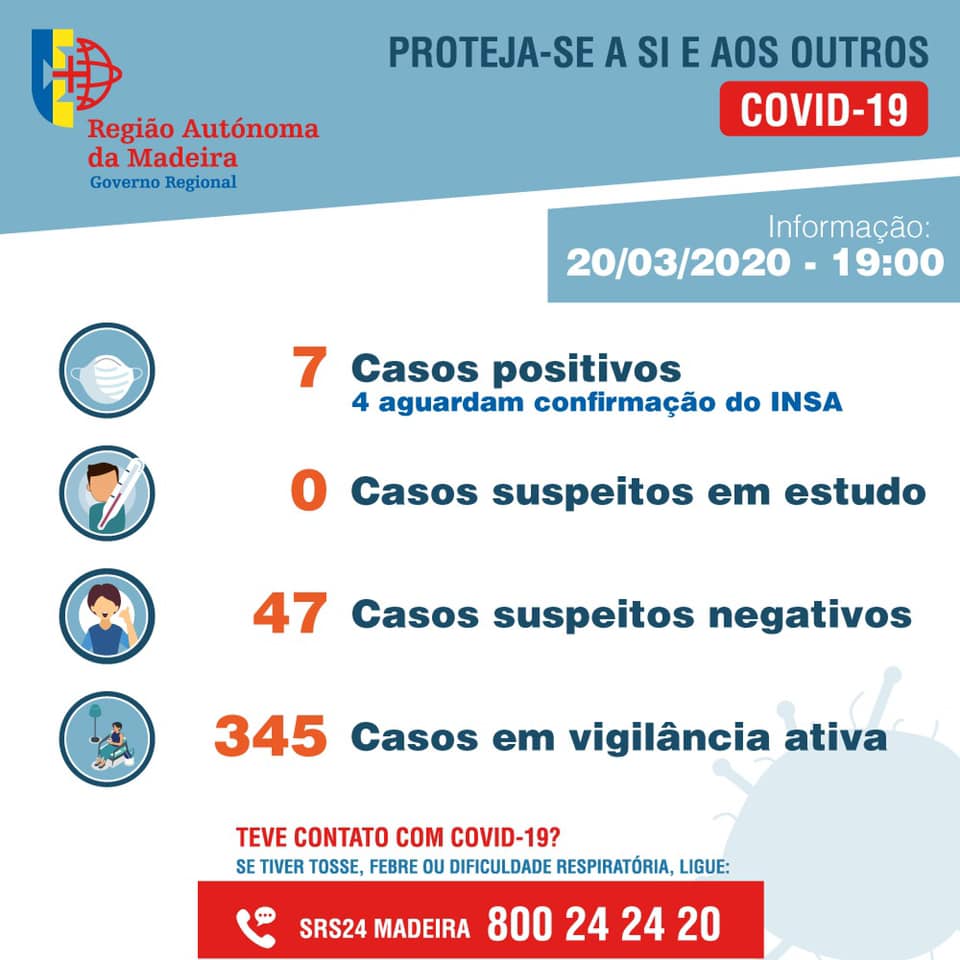 Região Autónoma
da Madeira
Governo Regional
PROTEJA-SE A SI E AOS OUTROS
COVID-19
Informação:
20/03/2020 - 19:00
7 Casos positivos
4 aguardam confirmação do INSA
0 Casos suspeitos em estudo
47 Casos suspeitos negativos
345 Casos em vigilância ativa
TEVE CONTATO COM COVID-19?
SE TIVER TOSSE, FEBRE OU DIFICULDADE RESPIRATÓRIA, LIGUE:
SRS24 MADEIRA 800 24 24 20